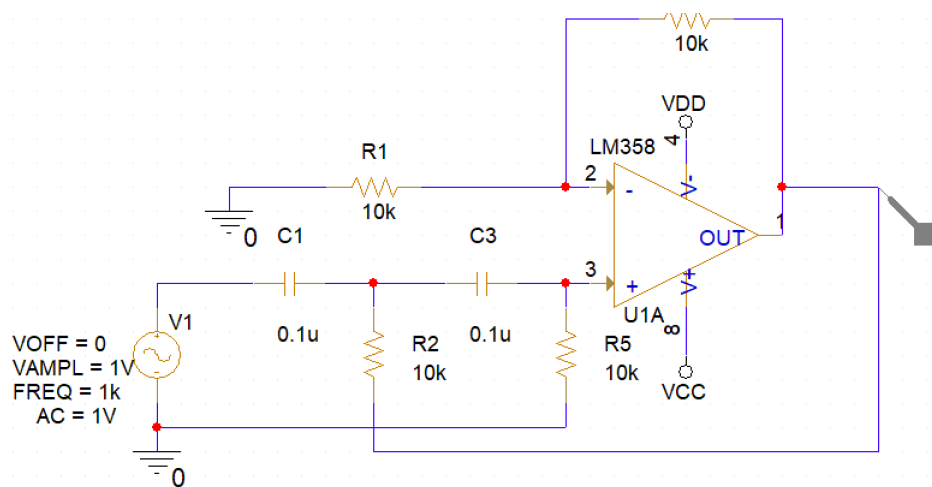 10k
VDD
4
LM358
R1
2
-
V-
10k
0
OUT
1
C1
C3
3
+
V+
U1A
8
V1
0.1u
0.1u
VOFF = 0
VAMPL = 1V
FREQ = 1k
AC = 1V
R2
10k
R5
10k
VCC
0